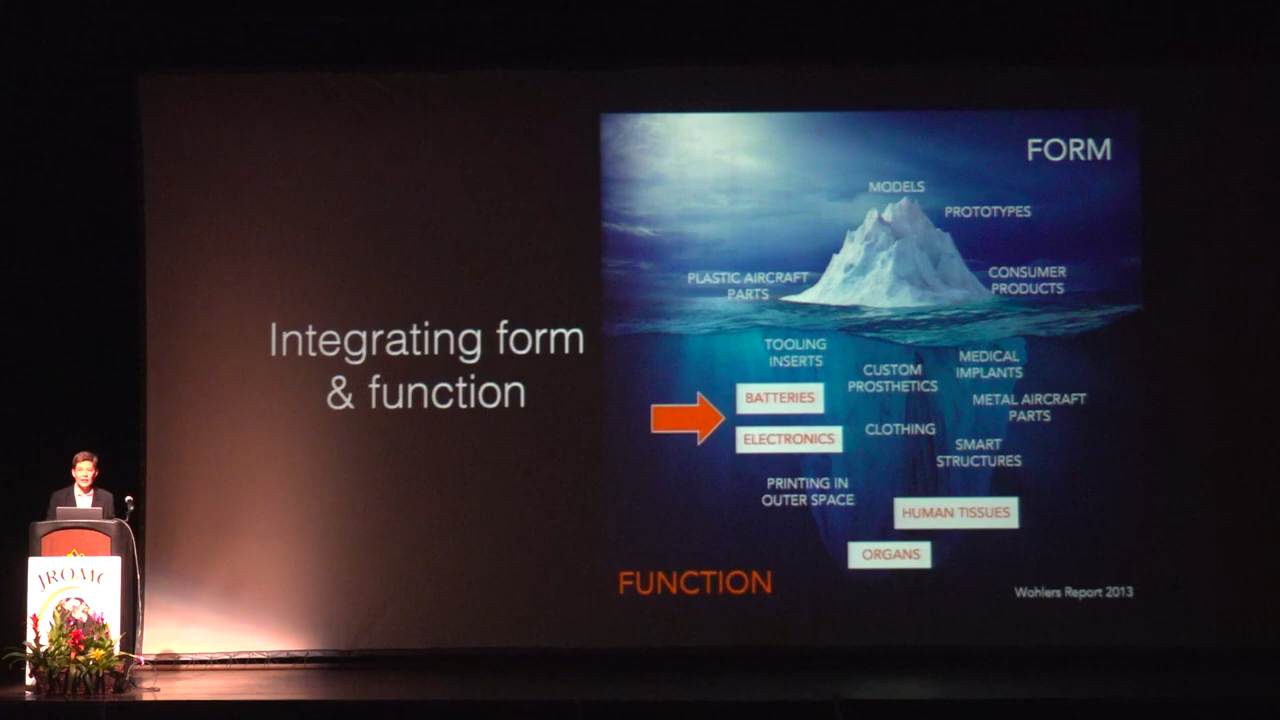 Integrating form
& function
FORM
MODELS
PROTOTYPES
PLASTIC AIRCRAFT
PARTS
CONSUMER
PRODUCTS
TOOLING
INSERTS
CUSTOM
PROSTHETICS
MEDICAL
IMPLANTS
BATTERIES
METAL AIRCRAFT
PARTS
ELECTRONICS
CLOTHING
SMART
STRUCTURES
PRINTING IN
OUTER SPACE
HUMAN TISSUES
ORGANS
FUNCTION
Wohlers Report 2013